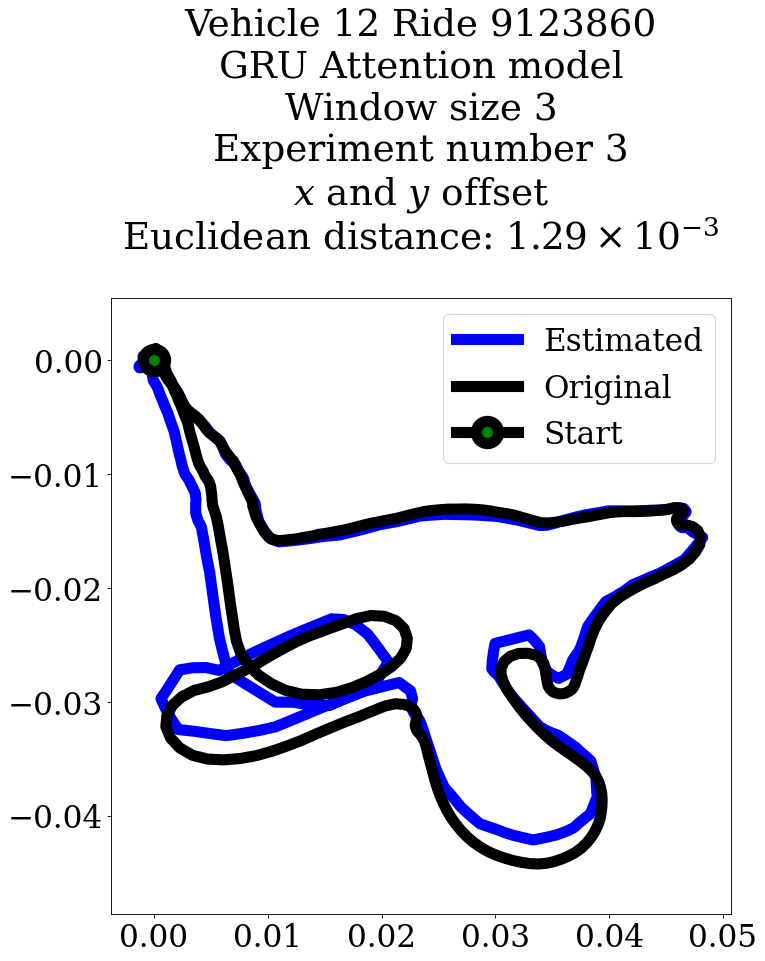 Vehicle 12 Ride 9123860
GRU Attention model
Window size 3
Experiment number 3
x and y offset
Euclidean distance: 1.29 × 10⁻³
Estimated
Original
Start
0.00
−0.01
−0.02
−0.03
−0.04
0.00 0.01 0.02 0.03 0.04 0.05